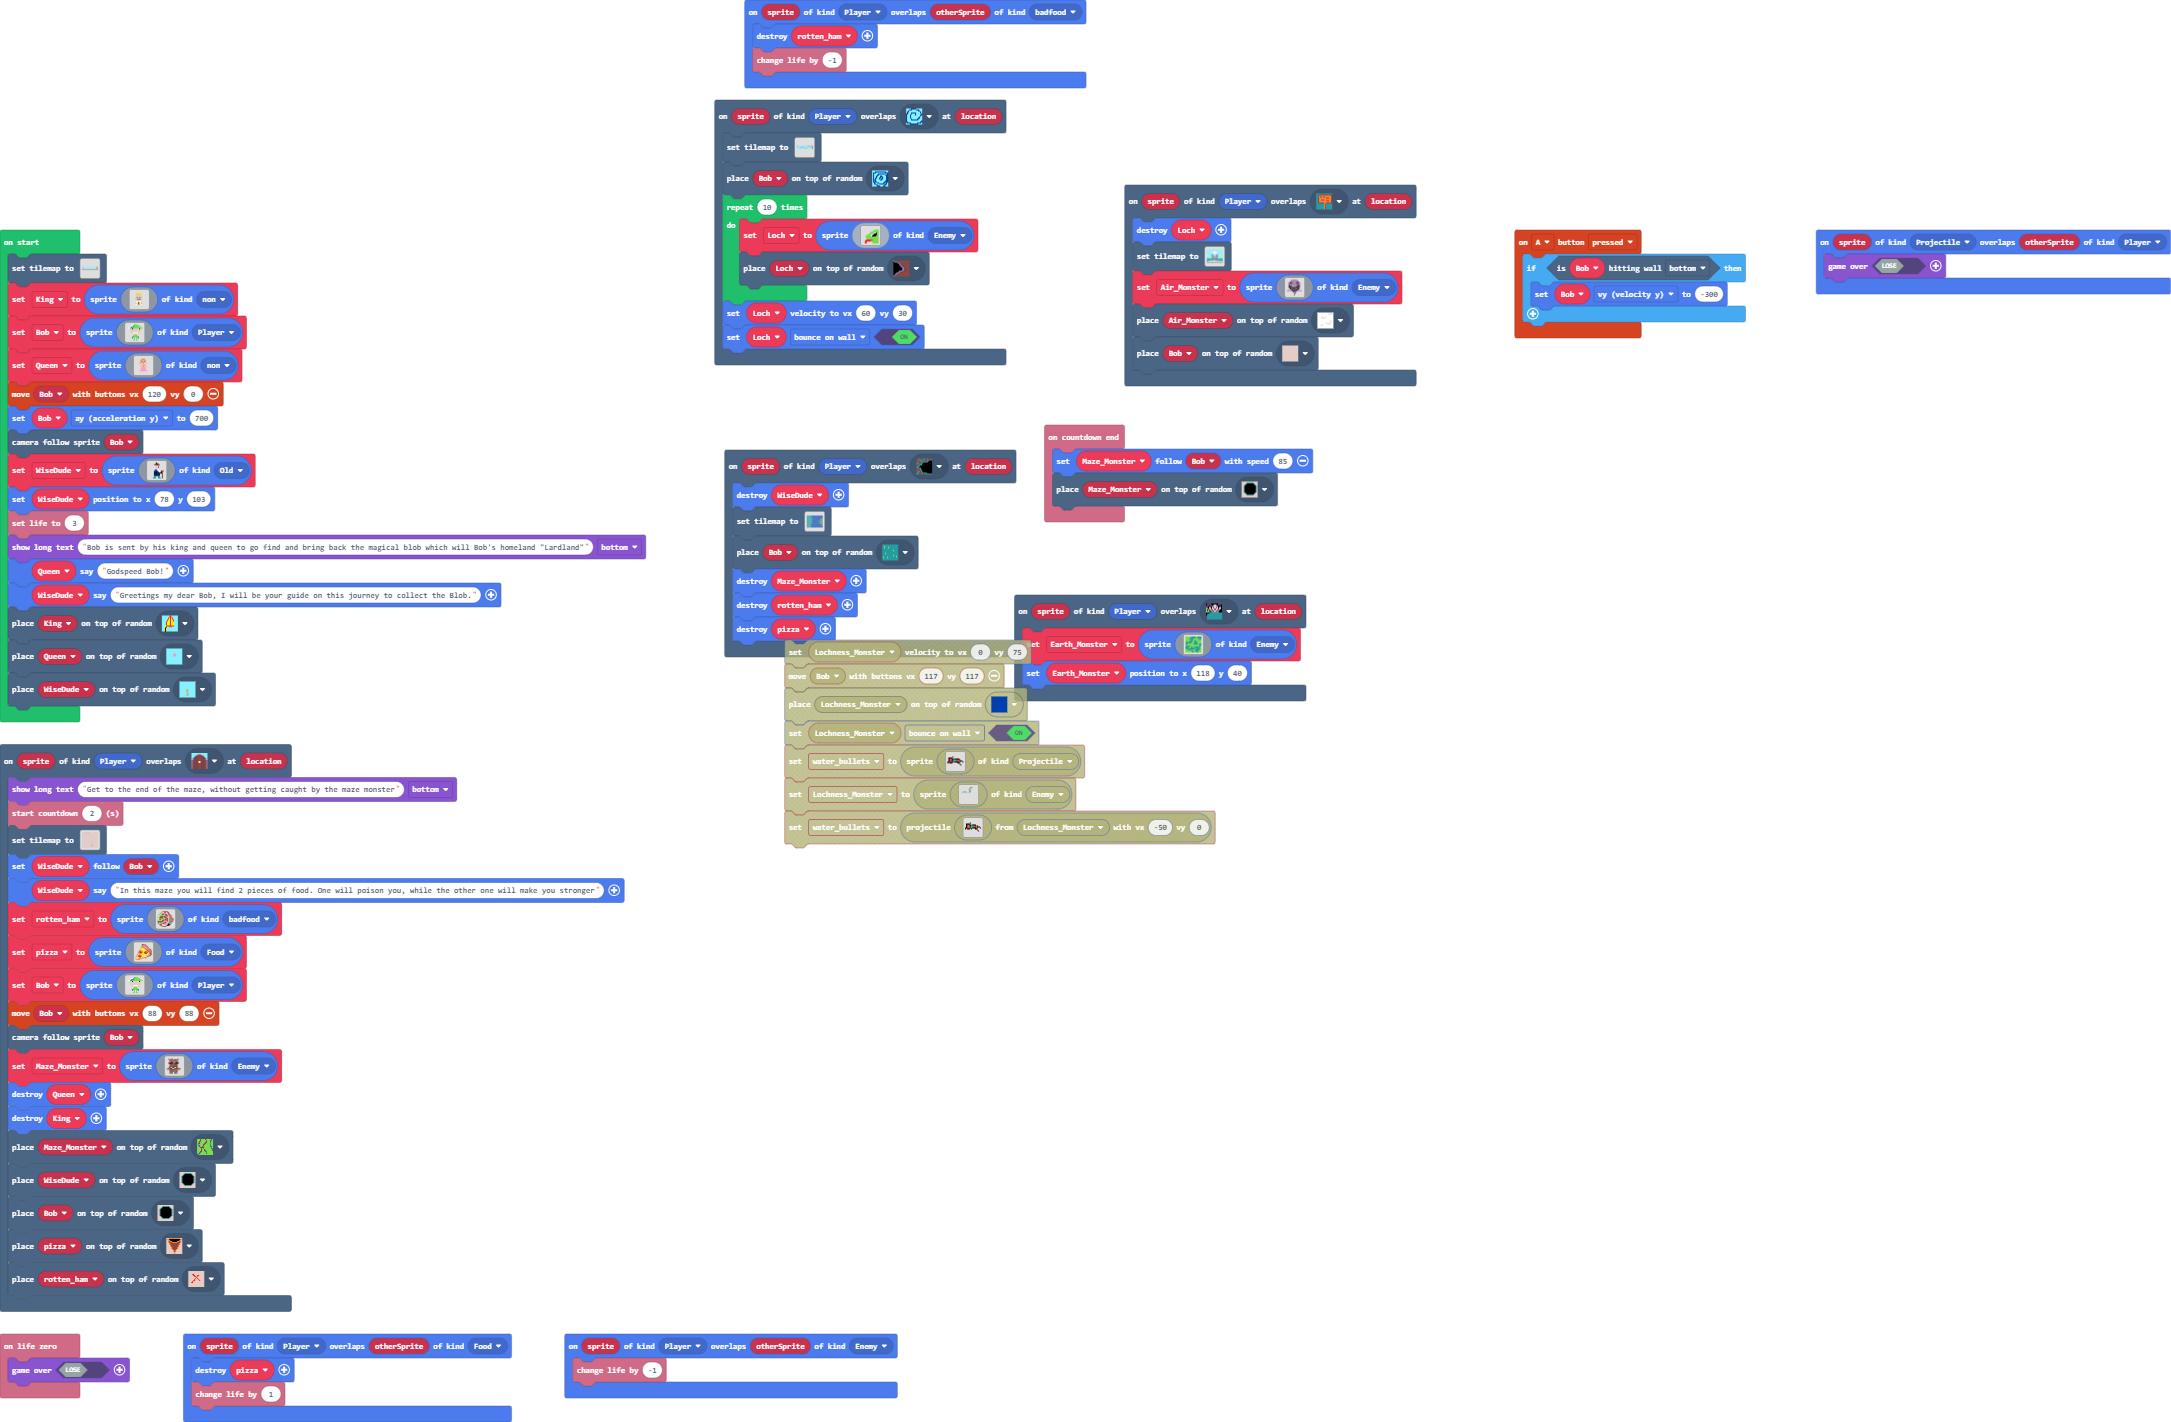 on sprite of kind Player overlaps otherSprite of kind badfood
destroy rotten_ham
change life by -1
on sprite of kind Player overlaps at location
set tilemap to
place Bob on top of random
repeat 10 times
do
set Loch to sprite of kind Enemy
place Loch on top of random
set Loch velocity to vx 60 vy 30
set Loch bounce on wall ON
on sprite of kind Player overlaps at location
destroy Loch
set tilemap to
set Air_Monster to sprite of kind Enemy
place Air_Monster on top of random
place Bob on top of random
on A button pressed
if is Bob hitting wall bottom then
set Bob vy (velocity y) to -300
on sprite of kind Projectile overlaps otherSprite of kind Player
game over LOSE
on start
set tilemap to
set King to sprite of kind non
set Bob to sprite of kind Player
set Queen to sprite of kind non
move Bob with buttons vx 120 vy 0
set Bob ay (acceleration y) to 700
camera follow sprite Bob
set WiseDude to sprite of kind Old
set WiseDude position to x 78 y 103
set life to 3
show long text "Bob is sent by his king and queen to go find and bring back the magical blob which will Bob's homeland "Lardland"" bottom
Queen say "Godspeed Bob!"
WiseDude say "Greetings my dear Bob, I will be your guide on this journey to collect the Blob."
place King on top of random
place Queen on top of random
place WiseDude on top of random
on countdown end
set Maze_Monster follow Bob with speed 85
place Maze_Monster on top of random
on sprite of kind Player overlaps at location
destroy WiseDude
set tilemap to
place Bob on top of random
destroy Maze_Monster
destroy rotten_ham
destroy pizza
on sprite of kind Player overlaps at location
set Earth_Monster to sprite of kind Enemy
set Earth_Monster position to x 118 y 40
set Lochness_Monster velocity to vx 0 vy 75
move Bob with buttons vx 117 vy 117
place Lochness_Monster on top of random
set Lochness_Monster bounce on wall ON
set water_bullets to sprite of kind Projectile
set Lochness_Monster to sprite of kind Enemy
set water_bullets to projectile from Lochness_Monster with vx -50 vy 0
on sprite of kind Player overlaps at location
show long text "Get to the end of the maze, without getting caught by the maze monster" bottom
start countdown 2 (s)
set tilemap to
set WiseDude follow Bob
WiseDude say "In this maze you will find 2 pieces of food. One will poison you, while the other one will make you stronger"
set rotten_ham to sprite of kind badfood
set pizza to sprite of kind Food
set Bob to sprite of kind Player
move Bob with buttons vx 88 vy 88
camera follow sprite Bob
set Maze_Monster to sprite of kind Enemy
destroy Queen
destroy King
place Maze_Monster on top of random
place WiseDude on top of random
place Bob on top of random
place pizza on top of random
place rotten_ham on top of random
on life zero
game over LOSE
on sprite of kind Player overlaps otherSprite of kind Food
destroy pizza
change life by 1
on sprite of kind Player overlaps otherSprite of kind Enemy
change life by -1